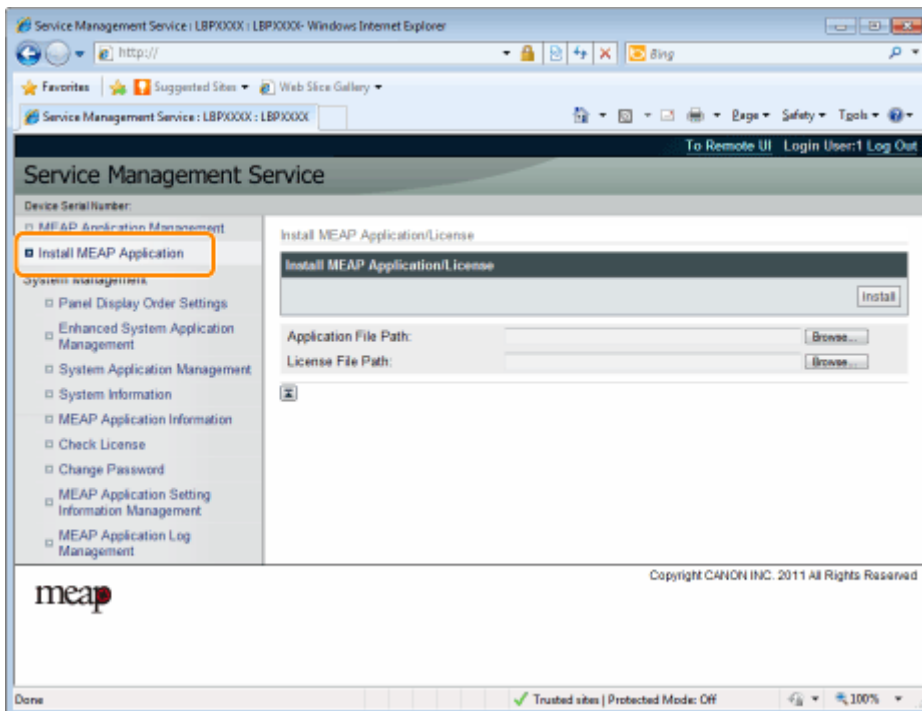 Service Management Service : LBPXXXX : LBPXXXX- Windows Internet Explorer
http://
Bing
Favorites Suggested Sites Web Slice Gallery
Service Management Service : LBPXXXX : LBPXXXX
Page Safety Tools
To Remote UI Login User:1 Log Out
Service Management Service
Device Serial Number:
MEAP Application Management
Install MEAP Application
System Management
Panel Display Order Settings
Enhanced System Application
Management
System Application Management
System Information
MEAP Application Information
Check License
Change Password
MEAP Application Setting
Information Management
MEAP Application Log
Management
Install MEAP Application/License
Install MEAP Application/License
Install
Application File Path: Browse...
License File Path: Browse...
Copyright CANON INC. 2011 All Rights Reserved
meap
Done Trusted sites | Protected Mode: Off 100%